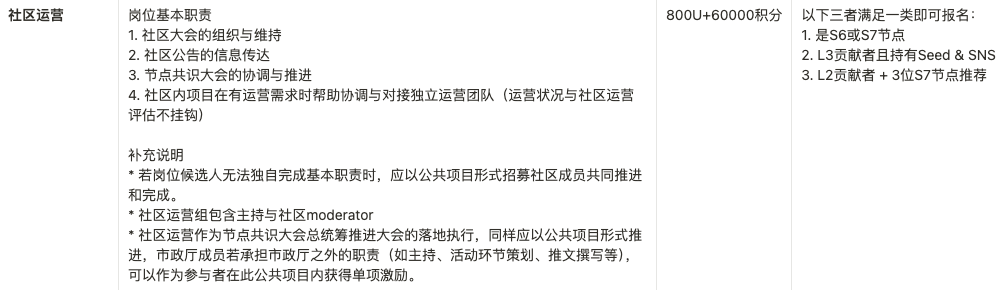 社区运营
岗位基本职责
1. 社区大会的组织与维持
2. 社区公告的信息传达
3. 节点共识大会的协调与推进
4. 社区内项目在有运营需求时帮助协调与对接独立运营团队（运营状况与社区运营
评估不挂钩）
补充说明
* 若岗位候选人无法独自完成基本职责时，应以公共项目形式招募社区成员共同推进
和完成。
* 社区运营组包含主持与社区moderator
* 社区运营作为节点共识大会总统筹推进大会的落地执行，同样应以公共项目形式推
进，市政厅成员若承担市政厅之外的职责（如主持、活动环节策划、推文撰写等），
可以作为参与者在此公共项目内获得单项激励。
800U+60000积分
以下三者满足一类即可报名：
1. 是S6或S7节点
2. L3贡献者且持有Seed & SNS
3. L2贡献者 + 3位S7节点推荐